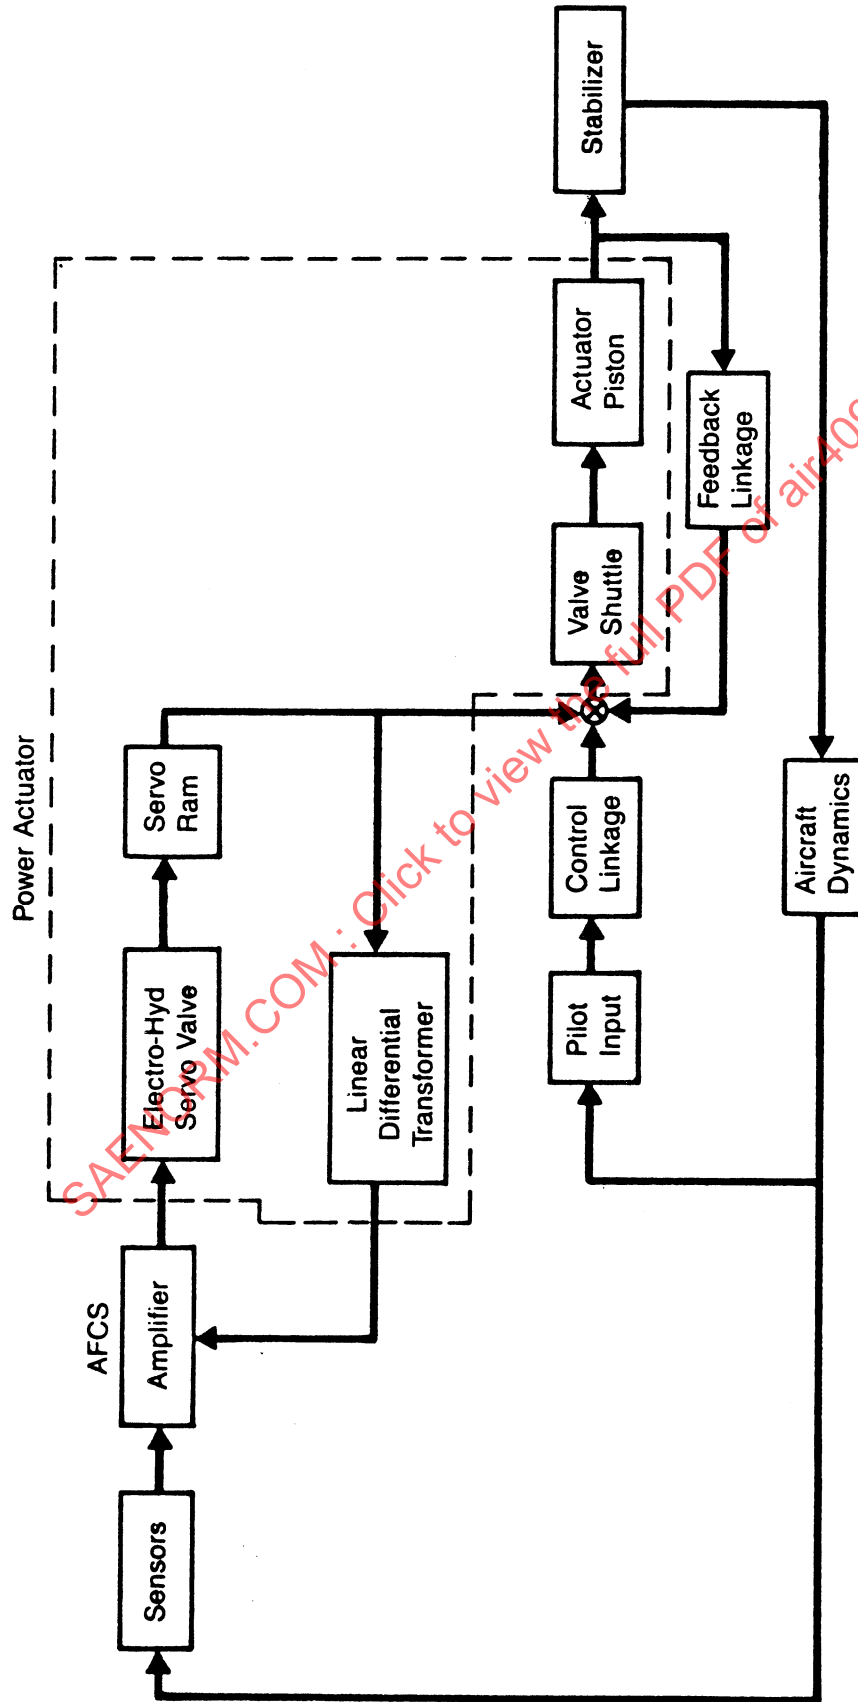 Power Actuator
AFCS
Sensors
Amplifier
Electro-Hyd
Servo Valve
Servo
Ram
Linear
Differential
Transformer
Pilot
Input
Control
Linkage
Valve
Shuttle
Actuator
Piston
Stabilizer
Feedback
Linkage
Aircraft
Dynamics
SAENORM.COM : Click to view the full PDF of air409